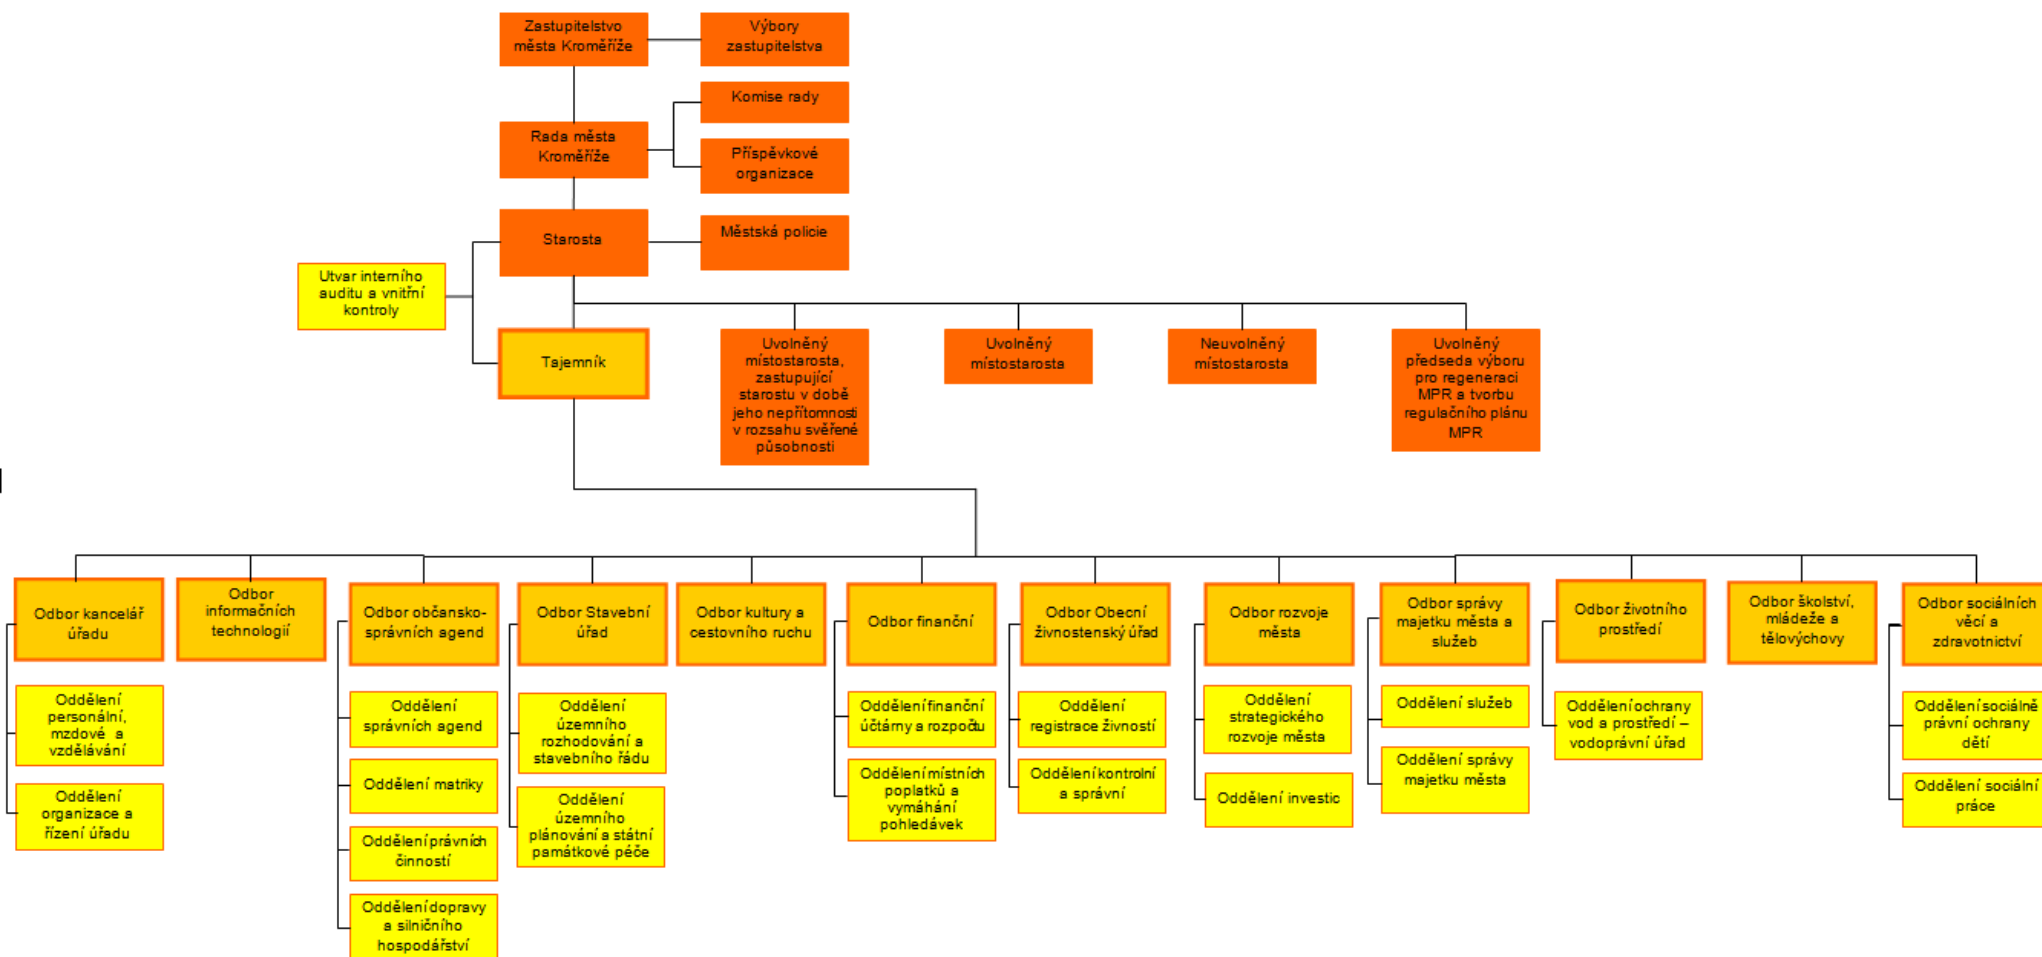 Zastupitelstvo
města Kroměříže
Výbory
zastupitelstva
Komise rady
Rada města
Kroměříže
Příspěvkové
organizace
Starosta
Městská policie
Utvar interního
auditu a vnitřní
kontroly
Tajemník
Uvolněný
místostarosta,
zastupující
starostu v době
jeho nepřítomnosti
v rozsahu svěřené
působnosti
Uvolněný
místostarosta
Neuvolněný
místostarosta
Uvolněný
předseda výboru
pro regeneraci
MPR a tvorbu
regulačního plánu
MPR
Odbor kancelář
úřadu
Odbor
informačních
technologií
Odbor občansko-
správních agend
Odbor Stavební
úřad
Odbor kultury a
cestovního ruchu
Odbor finanční
Odbor Obecní
živnostenský úřad
Odbor rozvoje
města
Odbor správy
majetku města a
služeb
Odbor životního
prostředí
Odbor školství,
mládeže a
tělovýchovy
Odbor sociálních
věcí a
zdravotnictví
Oddělení
personální,
mzdové a
vzdělávání
Oddělení
organizace a
řízení úřadu
Oddělení
správních agend
Oddělení matriky
Oddělení právních
činností
Oddělení dopravy
a silničního
hospodářství
Oddělení
územního
rozhodování a
stavebního řádu
Oddělení
územního
plánování a státní
památkové péče
Oddělení finanční
účtárny a rozpočtu
Oddělení místních
poplatků a
vymáhání
pohledávek
Oddělení
registrace živností
Oddělení kontrolní
a správní
Oddělení
strategického
rozvoje města
Oddělení investic
Oddělení služeb
Oddělení správy
majetku města
Oddělení ochrany
vod a prostředí –
vodoprávní úřad
Oddělení sociálně
právní ochrany
dětí
Oddělení sociální
práce